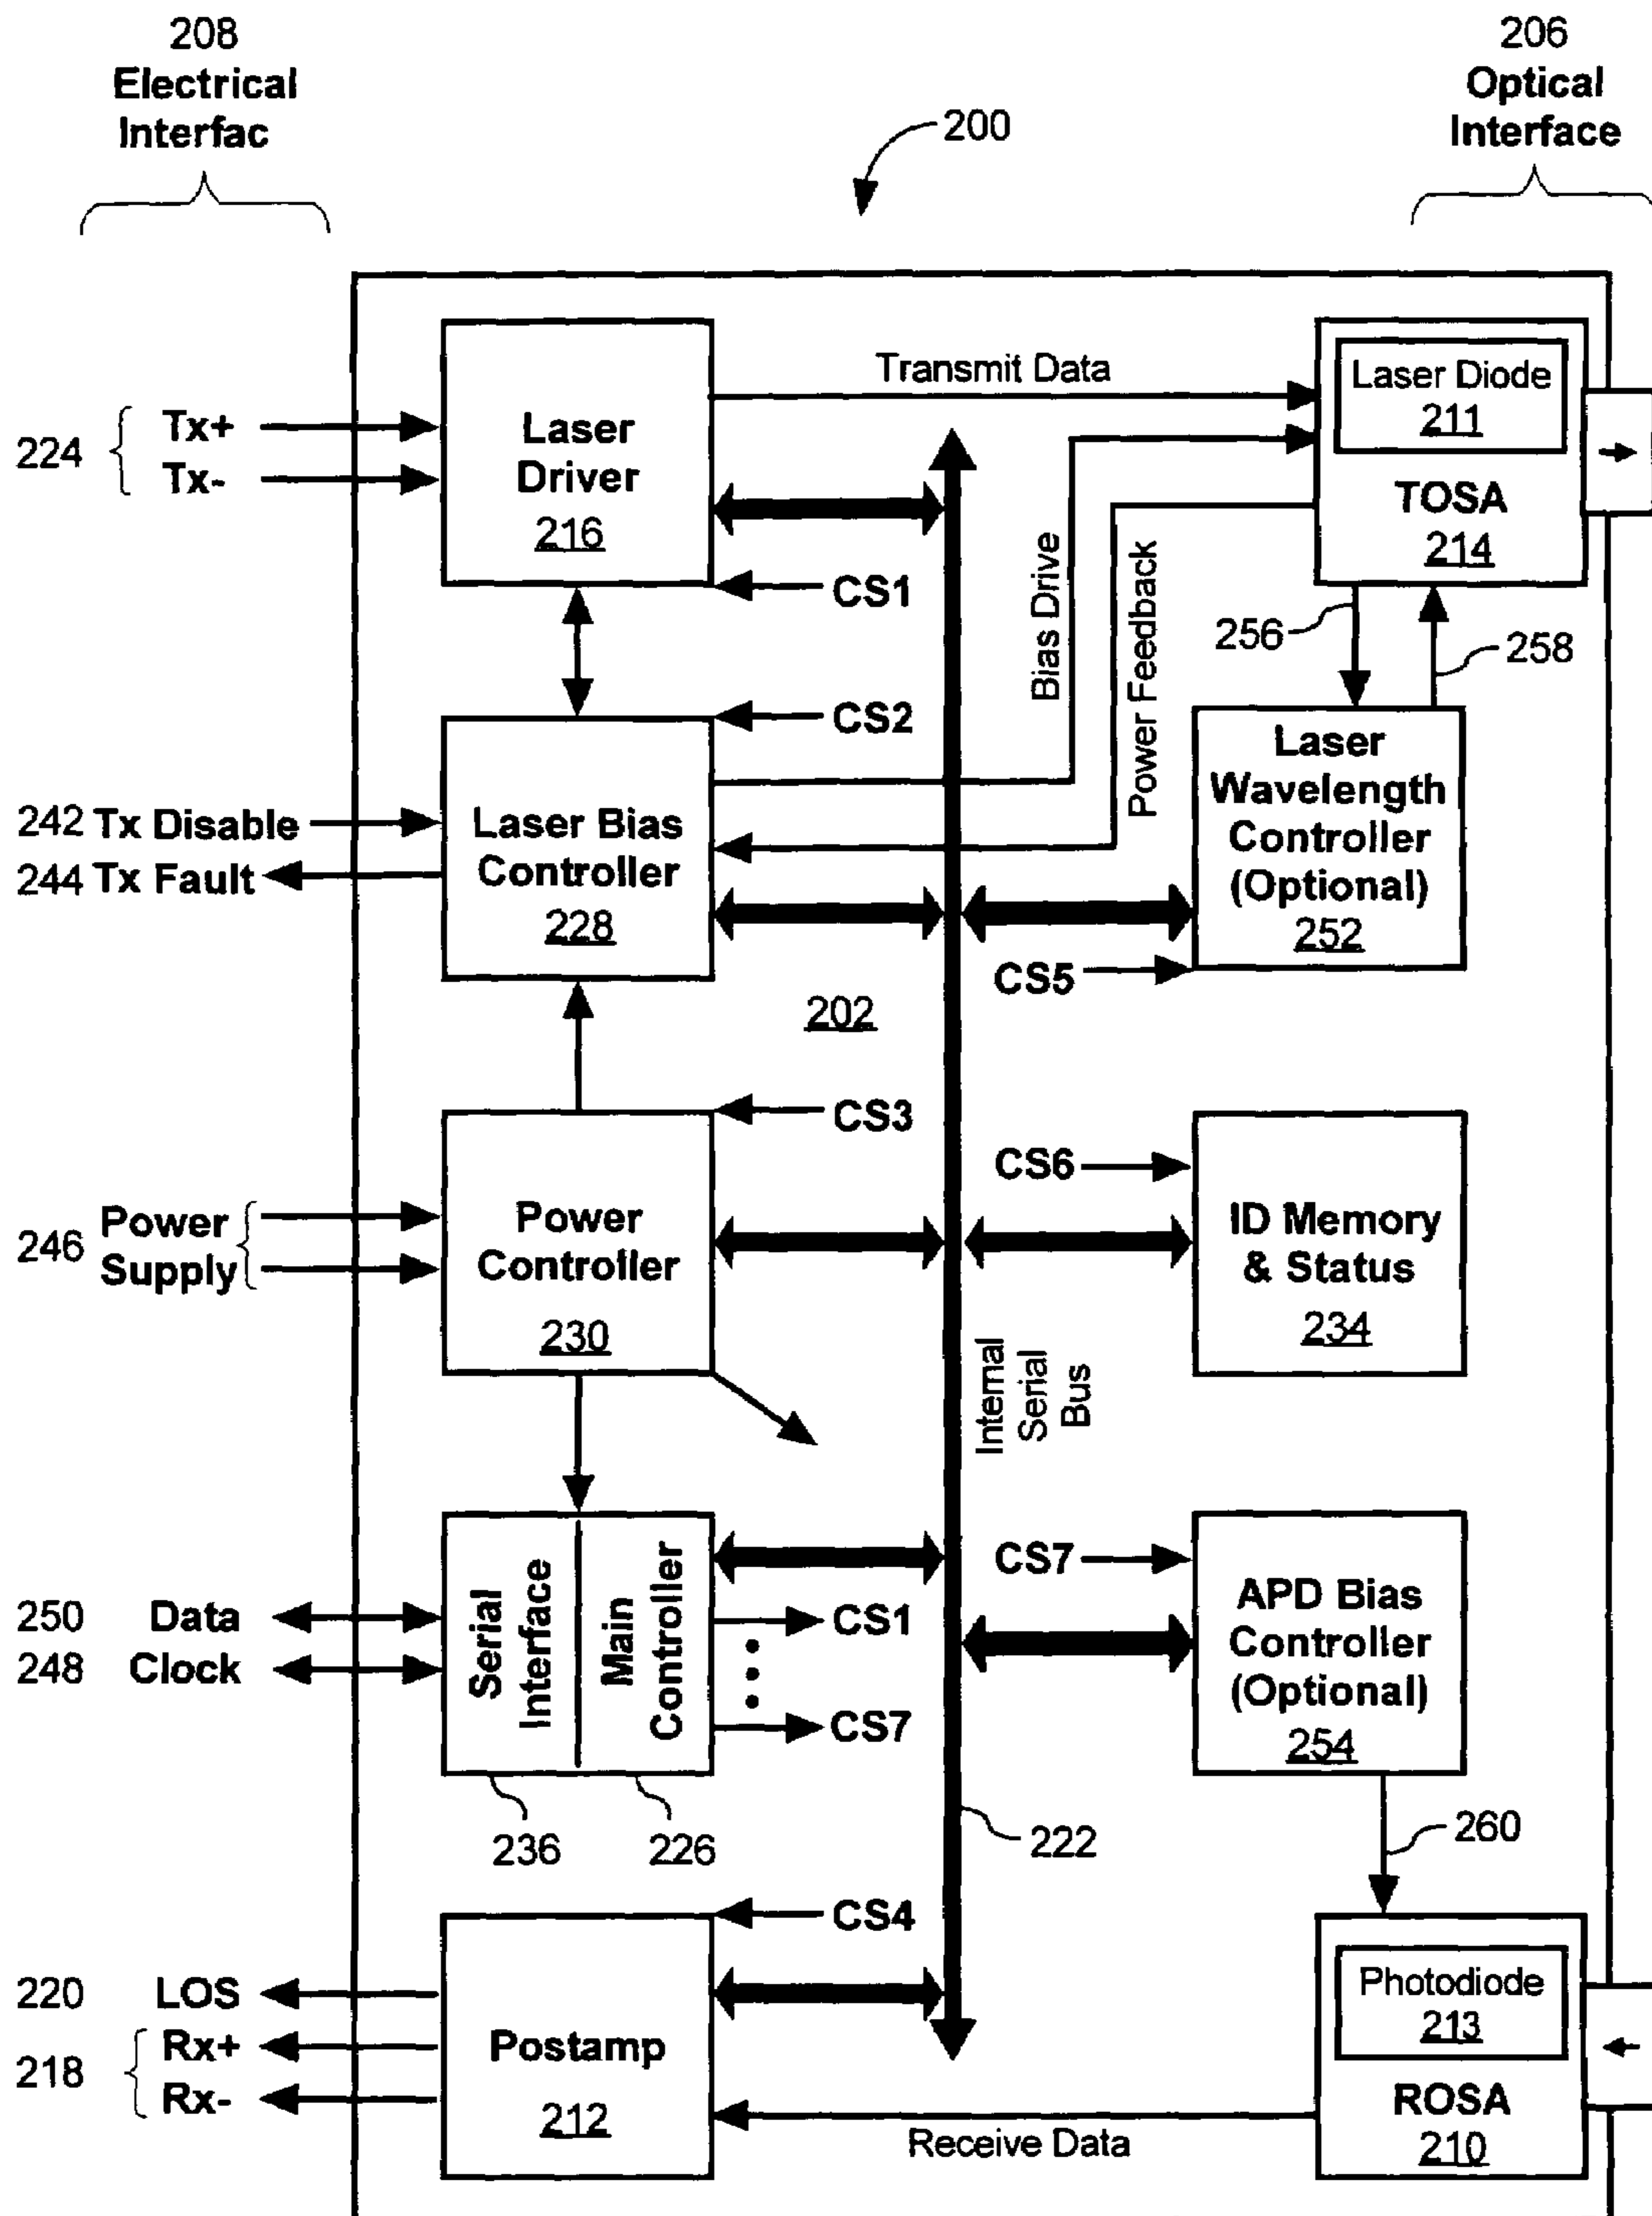 208
Electrical
Interfac
206
Optical
Interface
200
224
Tx+
Tx-
Laser
Driver
216
Transmit Data
Laser Diode
211
TOSA
214
CS1
Bias Drive
Power Feedback
256
258
CS2
242 Tx Disable
244 Tx Fault
Laser Bias
Controller
228
Laser
Wavelength
Controller
(Optional)
252
CS5
202
CS3
246
Power
Supply
Power
Controller
230
CS6
ID Memory
& Status
234
Internal
Serial
Bus
250 Data
248 Clock
Serial
Interface
Main
Controller
CS1
CS7
236
226
222
CS7
APD Bias
Controller
(Optional)
254
260
CS4
220 LOS
218
Rx+
Rx-
Postamp
212
Receive Data
Photodiode
213
ROSA
210